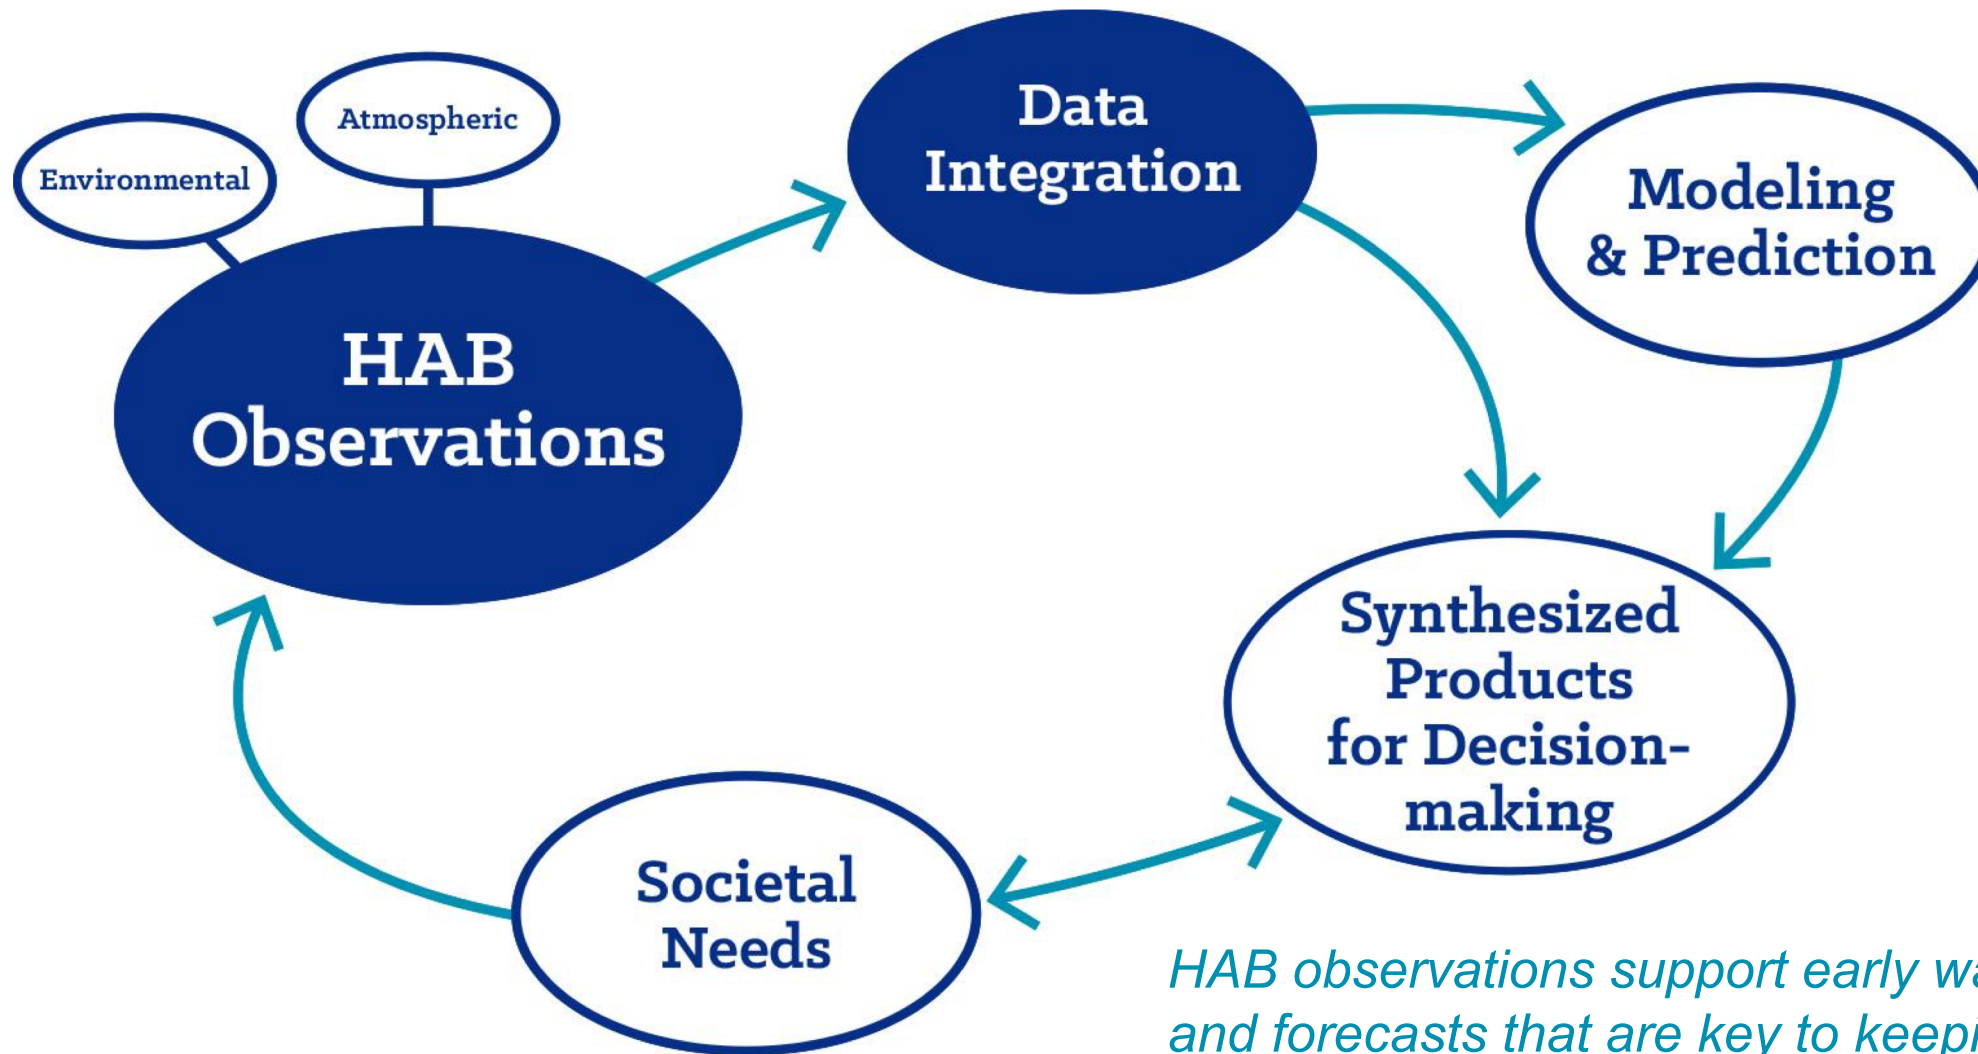 Environmental
Atmospheric
HAB
Observations
Data
Integration
Modeling
& Prediction
Synthesized
Products
for Decision-
making
Societal
Needs
HAB observations support early
and forecasts that are key to